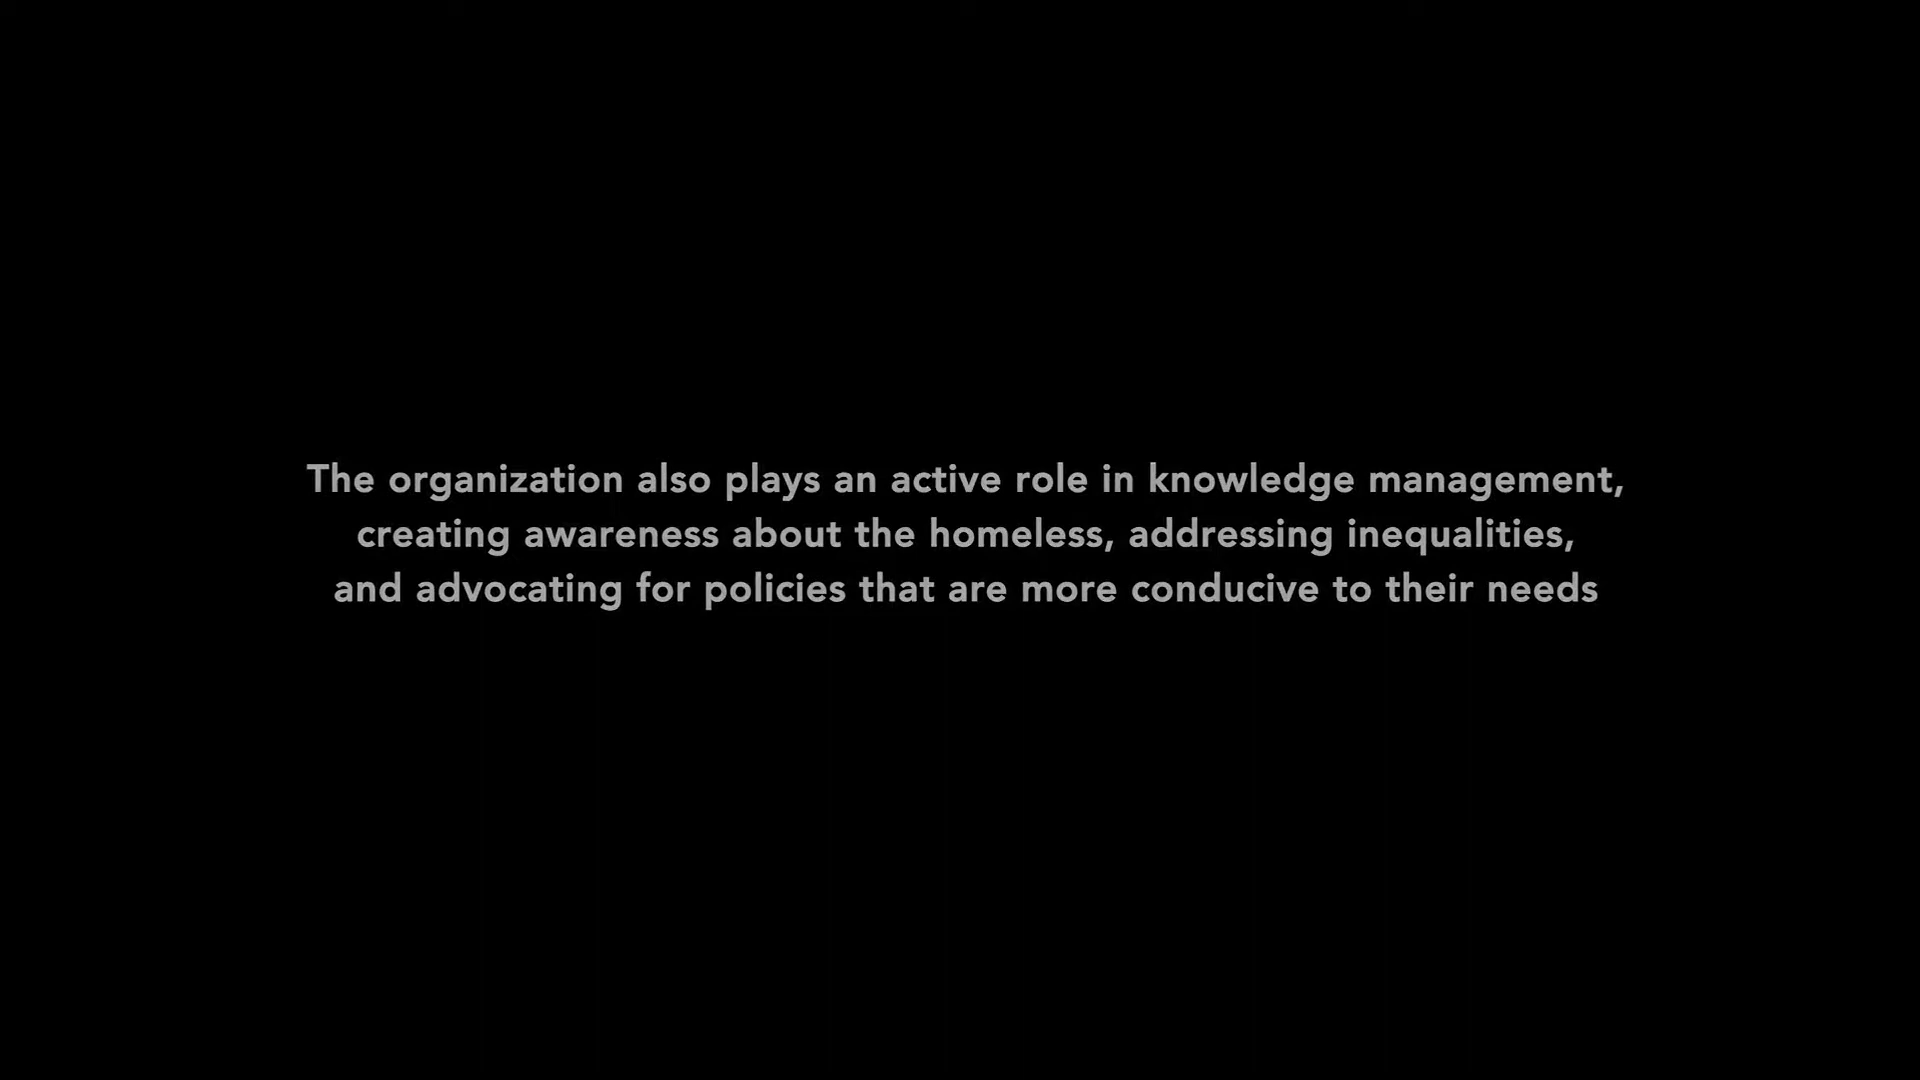 The organization also plays an active role in knowledge management,
creating awareness about the homeless, addressing inequalities,
and advocating for policies that are more conducive to their needs